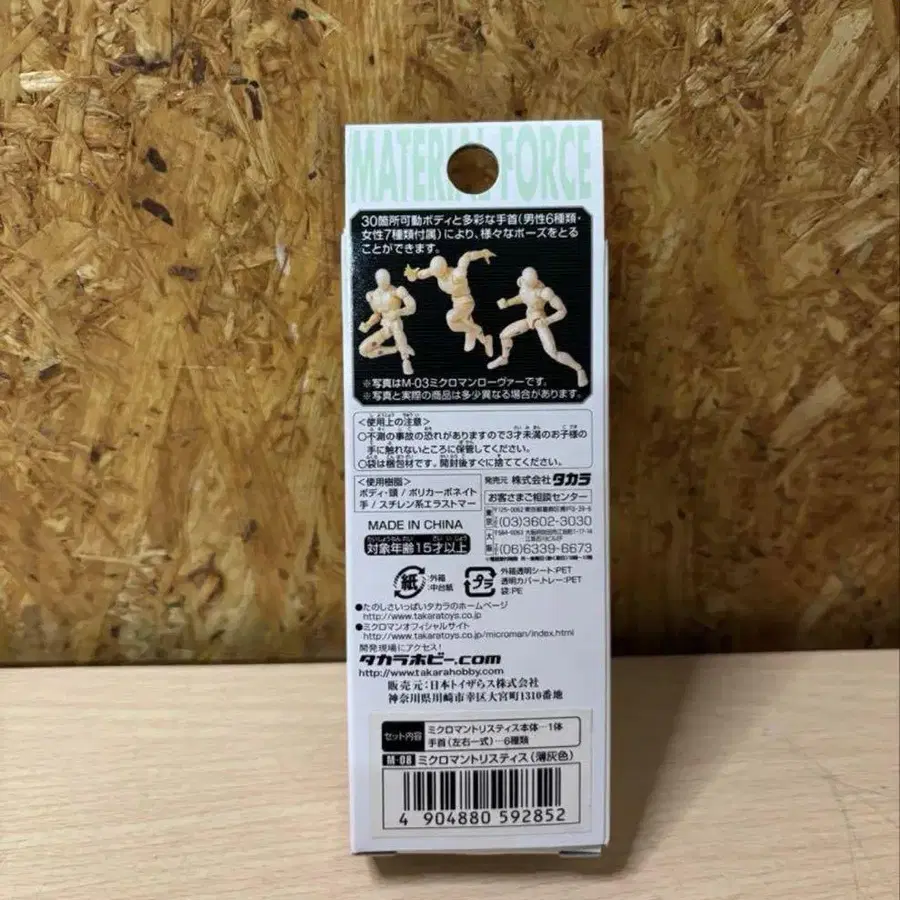 MATERIAL FORCE
30箇所可動ボディと多彩な手首(男性6種類・
女性7種類付属)により、様々なポーズをとる
ことができます。
※写真はM-03ミクロマンローヴァーです。
※写真と実際の商品は多少異なる場合があります。
<使用上の注意>
○不測の事故の恐れがありますので3才未満のお子様の
手に触れないところに保管してください。
○袋は梱包材です。開封後すぐに捨ててください。
<使用樹脂>
ボディ・頭/ポリカーボネイト
手/スチレン系エラストマー
MADE IN CHINA
対象年齢15才以上
発売元 株式会社タカラ
お客さまご相談センター
東京
(03)3602-3030
大阪
(06)6339-6673
紙
:外箱
:中台紙
プラ
外箱透明シート:PET
透明カバー、トレー:PET
袋:PE
●たのしさいっぱいタカラのホームページ
http://www.takaratoys.co.jp
●ミクロマンオフィシャルサイト
http://www.takaratoys.co.jp/microman/index.html
開発現場にアクセス!
タカラホビー.com
http://www.takarahobby.com
販売元:日本トイザらス株式会社
神奈川県川崎市幸区大宮町1310番地
セット内容
ミクロマントリスティス本体…1体
手首(左右一式)…6種類
M-08 ミクロマントリスティス(薄灰色)
4 904880 592852